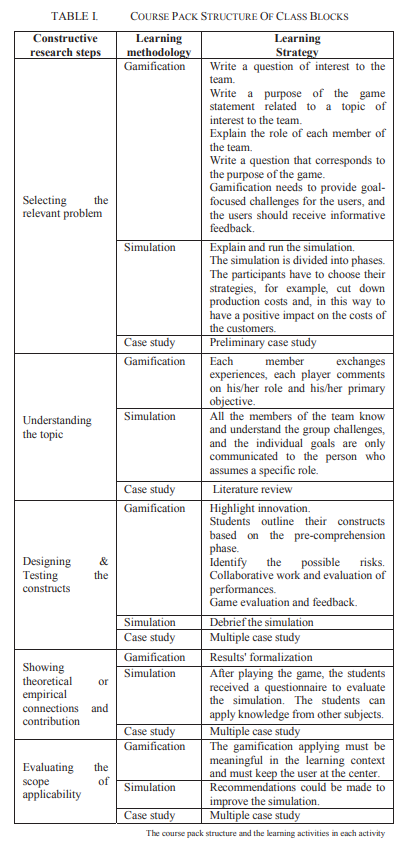 TABLE I. COURSE PACK STRUCTURE OF CLASS BLOCKS
Constructive research steps
Learning methodology
Learning Strategy
Selecting the relevant problem
Gamification
Write a question of interest to the
team.
Write a purpose of the game
statement related to a topic of
interest to the team.
Explain the role of each member of
the team.
Write a question that corresponds to
the purpose of the game.
Gamification needs to provide goal-
focused challenges for the users, and
the users should receive informative
feedback.
Simulation
Explain and run the simulation.
The simulation is divided into phases.
The participants have to choose their
strategies, for example, cut down
production costs and, in this way to
have a positive impact on the costs of
the customers.
Case study
Preliminary case study
Understanding
the topic
Gamification
Each member exchanges
experiences, each player comments
on his/her role and his/her primary
objective.
Simulation
All the members of the team know
and understand the group challenges,
and the individual goals are only
communicated to the person who
assumes a specific role.
Case study
Literature review
Designing &
Testing the
constructs
Gamification
Highlight innovation.
Students outline their constructs
based on the pre-comprehension
phase.
Identify the possible risks.
Collaborative work and evaluation of
performances.
Game evaluation and feedback.
Simulation
Debrief the simulation
Case study
Multiple case study
Showing
theoretical or
empirical
connections and
contribution
Gamification
Results' formalization
Simulation
After playing the game, the students
received a questionnaire to evaluate
the simulation. The students can
apply knowledge from other subjects.
Case study
Multiple case study
Evaluating the
scope of
applicability
Gamification
The gamification applying must be
meaningful in the learning context
and must keep the user at the center.
Simulation
Recommendations could be made to
improve the simulation.
Case study
Multiple case study
The course pack structure and the learning activities in each activity